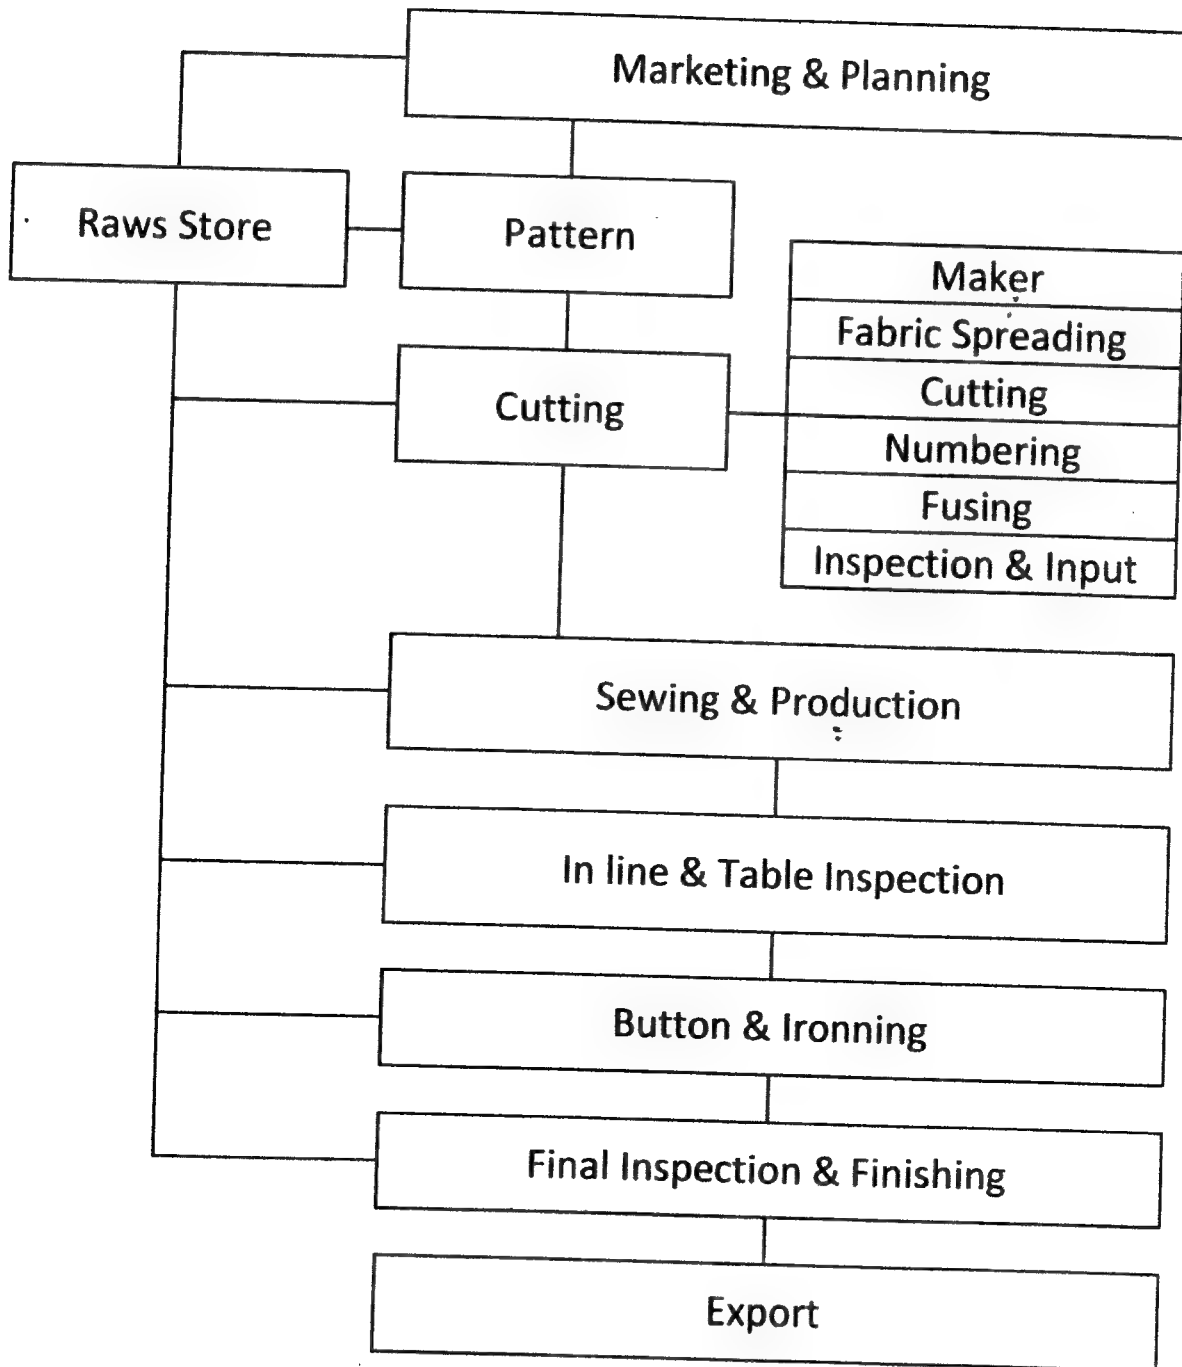 Marketing & Planning
Raws Store
Pattern
Maker
Fabric Spreading
Cutting
Cutting
Numbering
Fusing
Inspection & Input
Sewing & Production
In line & Table Inspection
Button & Ironning
Final Inspection & Finishing
Export